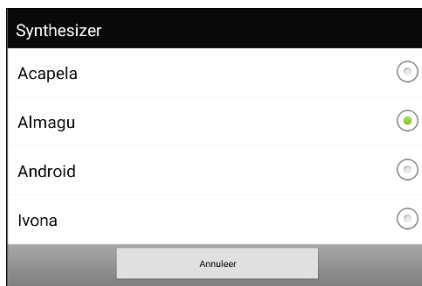 Synthesizer
Acapela
Almagu
Android
Ivona
Annuleer